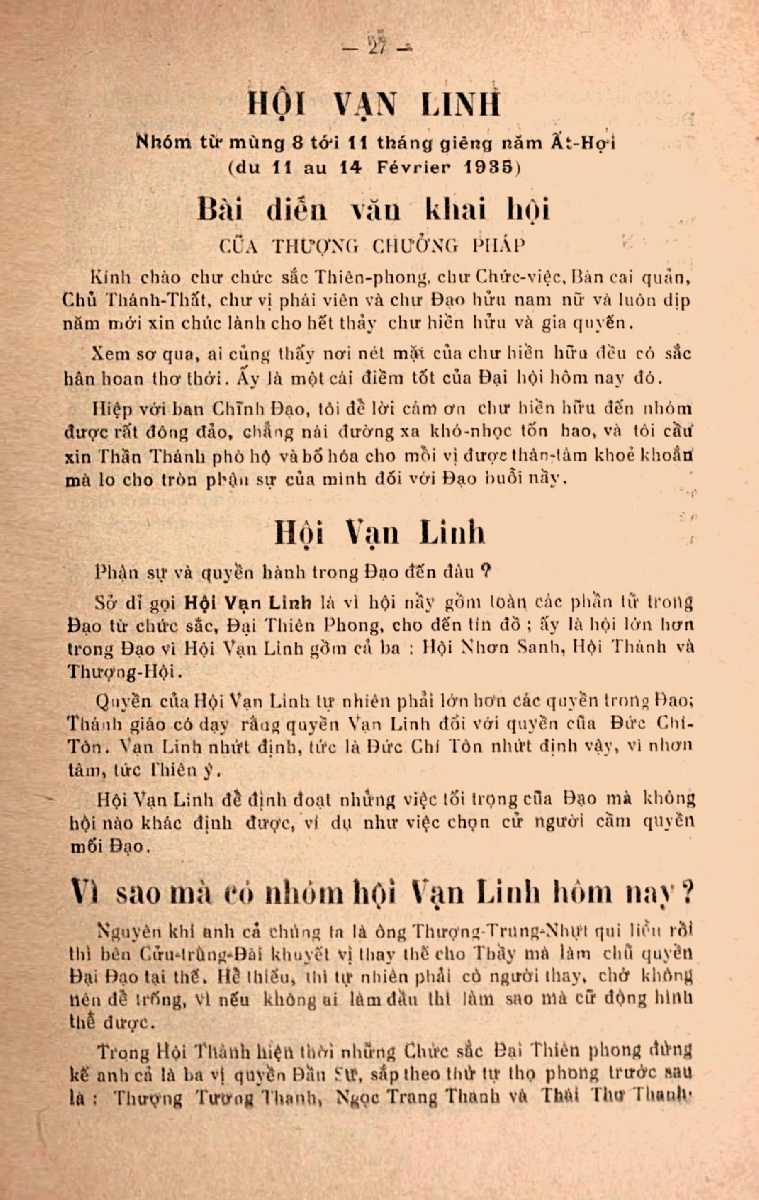 — 27 —
HỘI VẠN LINH
Nhóm từ mùng 8 tới 11 tháng giêng năm Ất-Hợi
(du 11 au 14 Février 1935)
Bài diễn văn khai hội
CỦA THƯỢNG CHƯỞNG PHÁP
Kính chào chư chức sắc Thiên-phong, chư Chức-việc, Bàn cai quản,
Chủ Thánh-Thất, chư vị phái viên và chư Đạo hửu nam nữ và luôn dịp
năm mới xin chúc lành cho hết thảy chư hiền hửu và gia quyến.
Xem sơ qua, ai củng thấy nơi nét mặt của chư hiền hữu đều có sắc
hân hoan thơ thới. Ấy là một cái điềm tốt của Đại hội hôm nay đó.
Hiệp với ban Chĩnh Đạo, tôi để lời cám ơn chư hiền hữu đến nhóm
được rất đông đảo, chẳng nài đường xa khó-nhọc tốn hao, và tôi cầu
xin Thần Thánh phò hộ và bố hóa cho mỗi vị được thân-tâm khoẻ khoắn
mà lo cho tròn phận sự của mình đối với Đạo buổi nầy.
Hội Vạn Linh
Phận sự và quyền hành trong Đạo đến đâu ?
Sở dỉ gọi Hội Vạn Linh là vì hội nầy gồm toàn các phần tử trong
Đạo từ chức sắc, Đại Thiên Phong, cho đến tín đồ ; ấy là hội lớn hơn
trong Đạo vì Hội Vạn Linh gồm cả ba : Hội Nhơn Sanh, Hội Thánh và
Thượng-Hội.
Quyền của Hội Vạn Linh tự nhiên phải lớn hơn các quyền trong Đạo;
Thánh giáo có dạy rằng quyền Vạn Linh đối với quyền của Đức Chí-
Tôn. Vạn Linh nhứt định, tức là Đức Chí Tôn nhứt định vậy, vì nhơn
tâm, tức Thiên ý.
Hội Vạn Linh để định đoạt những việc tối trọng của Đạo mà không
hội nào khác định được, ví dụ như việc chọn cử người cầm quyền
mối Đạo.
Vì sao mà có nhóm hội Vạn Linh hôm nay ?
Nguyên khi anh cả chúng ta là ông Thượng-Trung-Nhựt qui liểu rồi
thì bên Cửu-trùng-Đài khuyết vị thay thế cho Thầy mà làm chủ quyền
Đại Đạo tại thế. Hễ thiếu, thì tự nhiên phải có người thay, chớ không
nên để trống, vì nếu không ai làm đầu thì làm sao mà cữ động hình
thể được.
Trong Hội Thánh hiện thời những Chức sắc Đại Thiên phong đứng
kế anh cả là ba vị quyền Đầu Sư, sắp theo thứ tự thọ phong trước sau
là : Thượng Tương Thanh, Ngọc Trang Thanh và Thái Thơ Thanh.